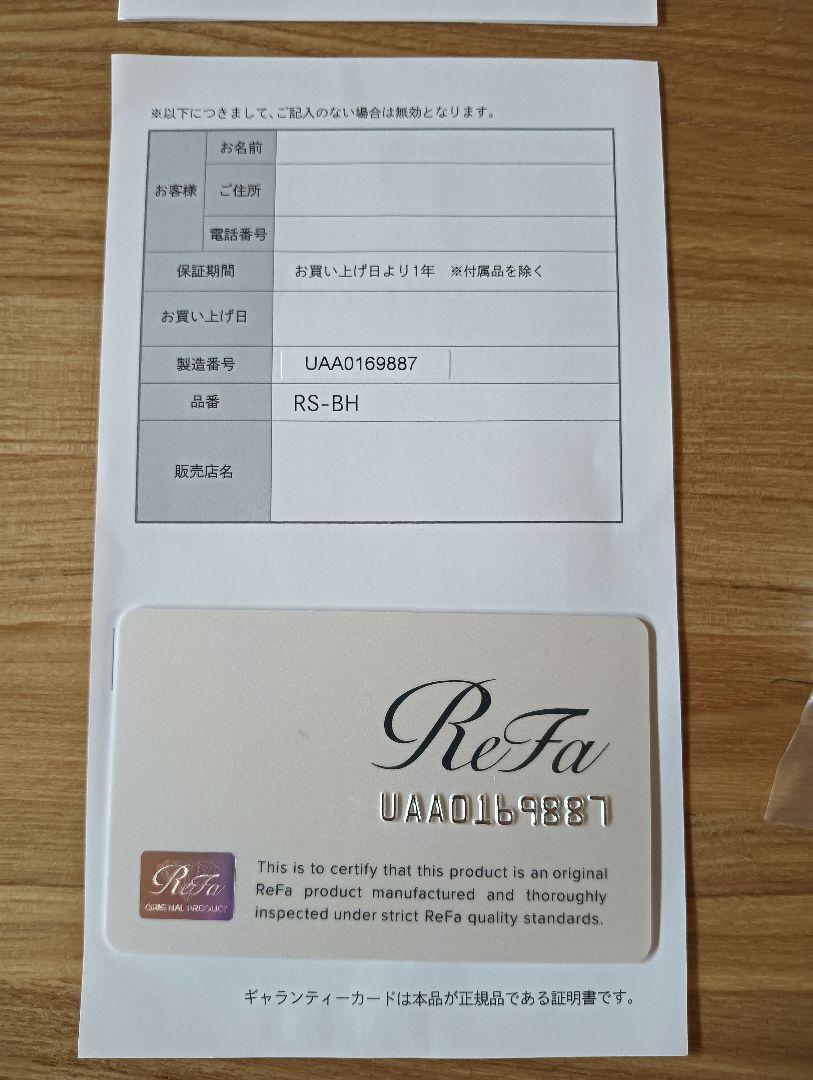 ※以下につきまして、ご記入のない場合は無効となります。
お客様
お名前
ご住所
電話番号
保証期間 お買い上げ日より1年 ※付属品を除く
お買い上げ日
製造番号 UAA0169887
品番 RS-BH
販売店名
ReFa
UAA0169887
ReFa
ORIGINAL PRODUCT
This is to certify that this product is an original
ReFa product manufactured and thoroughly
inspected under strict ReFa quality standards.
ギャランティーカードは本品が正規品である証明書です。